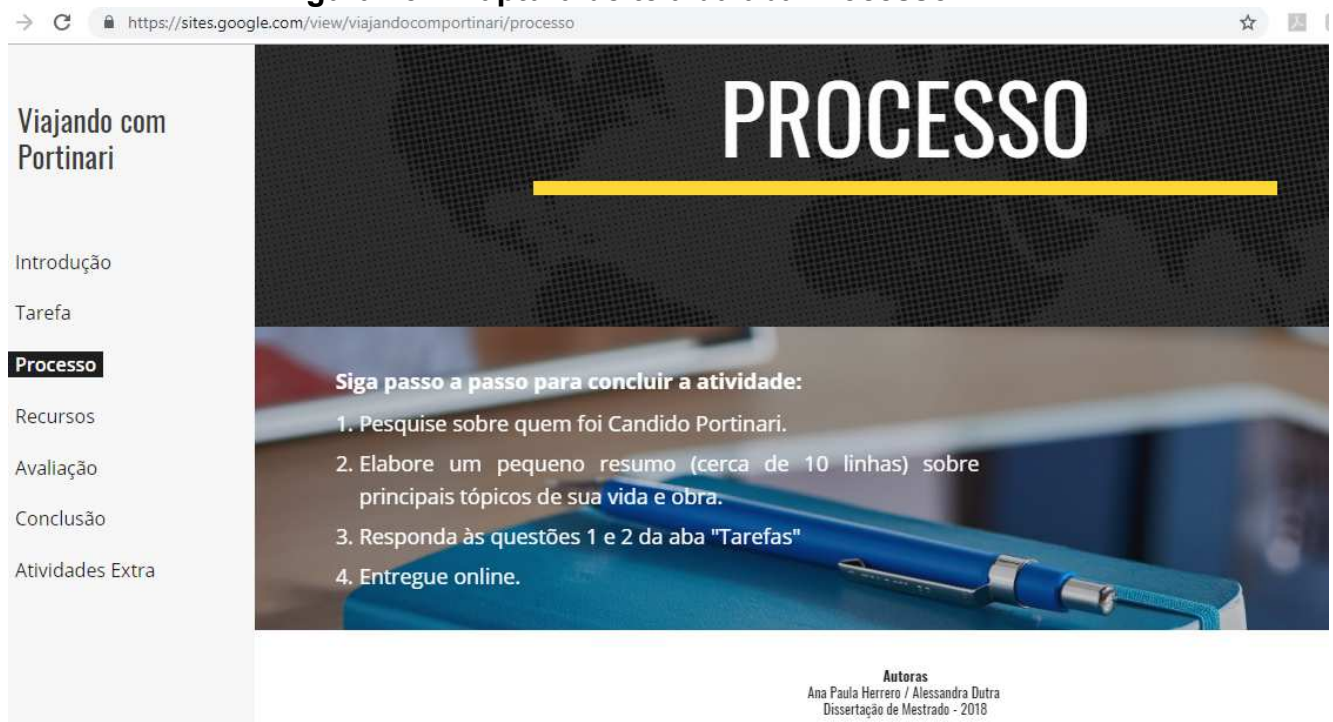 https://sites.google.com/view/viajandocomportinari/processo
Viajando com
Portinari
Introdução
Tarefa
Processo
Recursos
Avaliação
Conclusão
Atividades Extra
PROCESSO
Siga passo a passo para concluir a atividade:
1. Pesquise sobre quem foi Candido Portinari.
2. Elabore um pequeno resumo (cerca de 10 linhas) sobre
principais tópicos de sua vida e obra.
3. Responda às questões 1 e 2 da aba "Tarefas"
4. Entregue online.
Autoras
Ana Paula Herrero / Alessandra Dutra
Dissertação de Mestrado - 2018